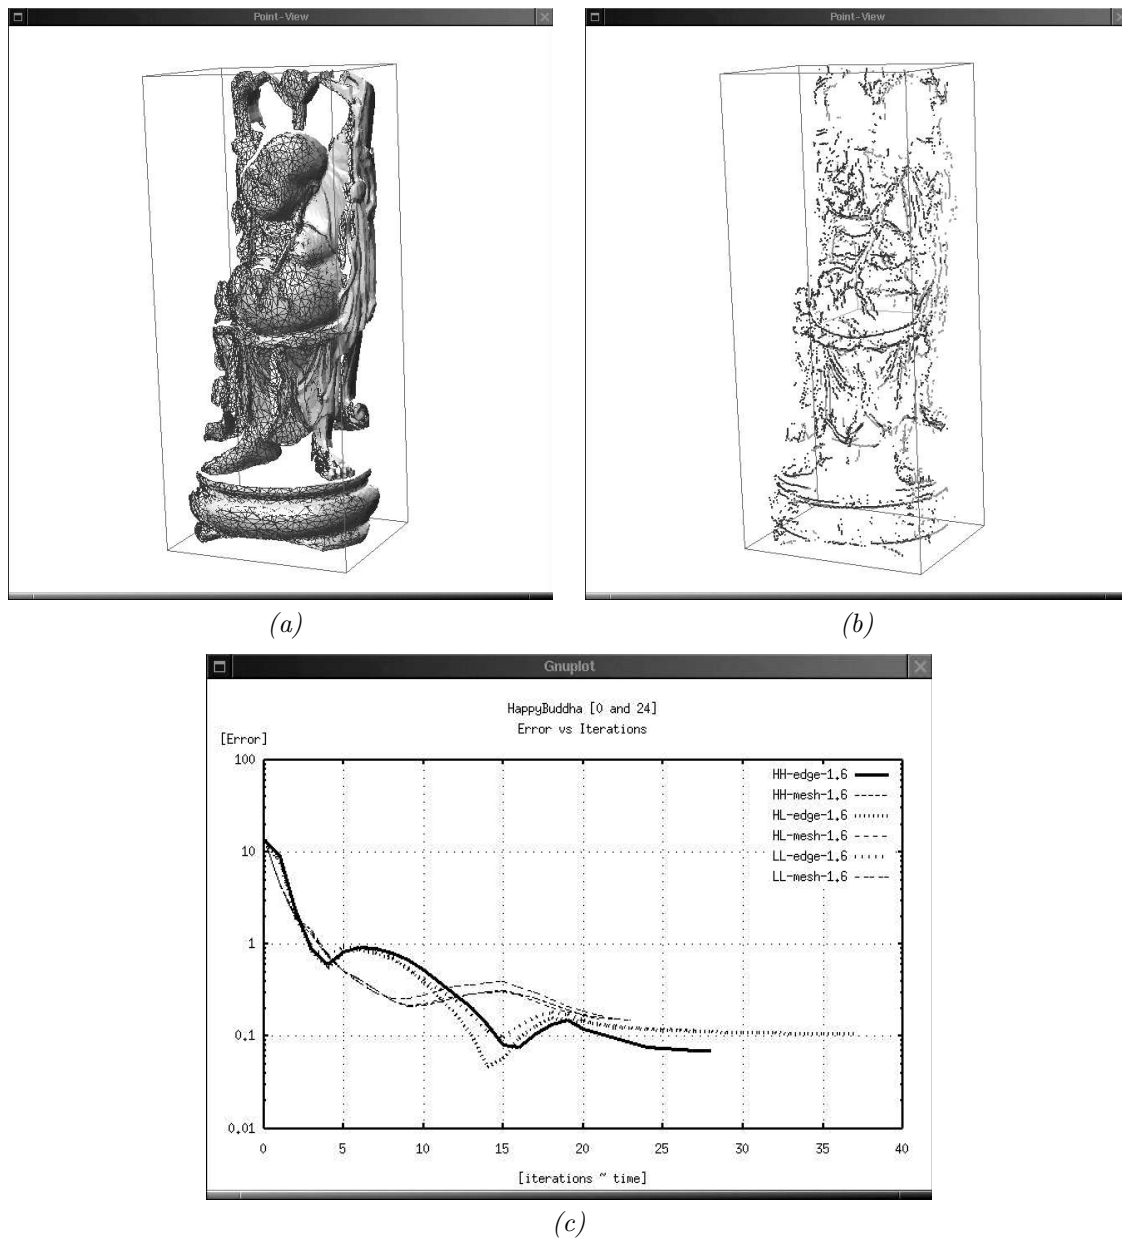 Point-View
Point-View
(a)
(b)
Gnuplot
HappyBuddha [0 and 24]
Error vs Iterations
[Error]
100
10
1
0.1
0.01
HH-edge-1.6
HH-mesh-1.6
HL-edge-1.6
HL-mesh-1.6
LL-edge-1.6
LL-mesh-1.6
0 5 10 15 20 25 30 35 40
[iterations ~ time]
(c)